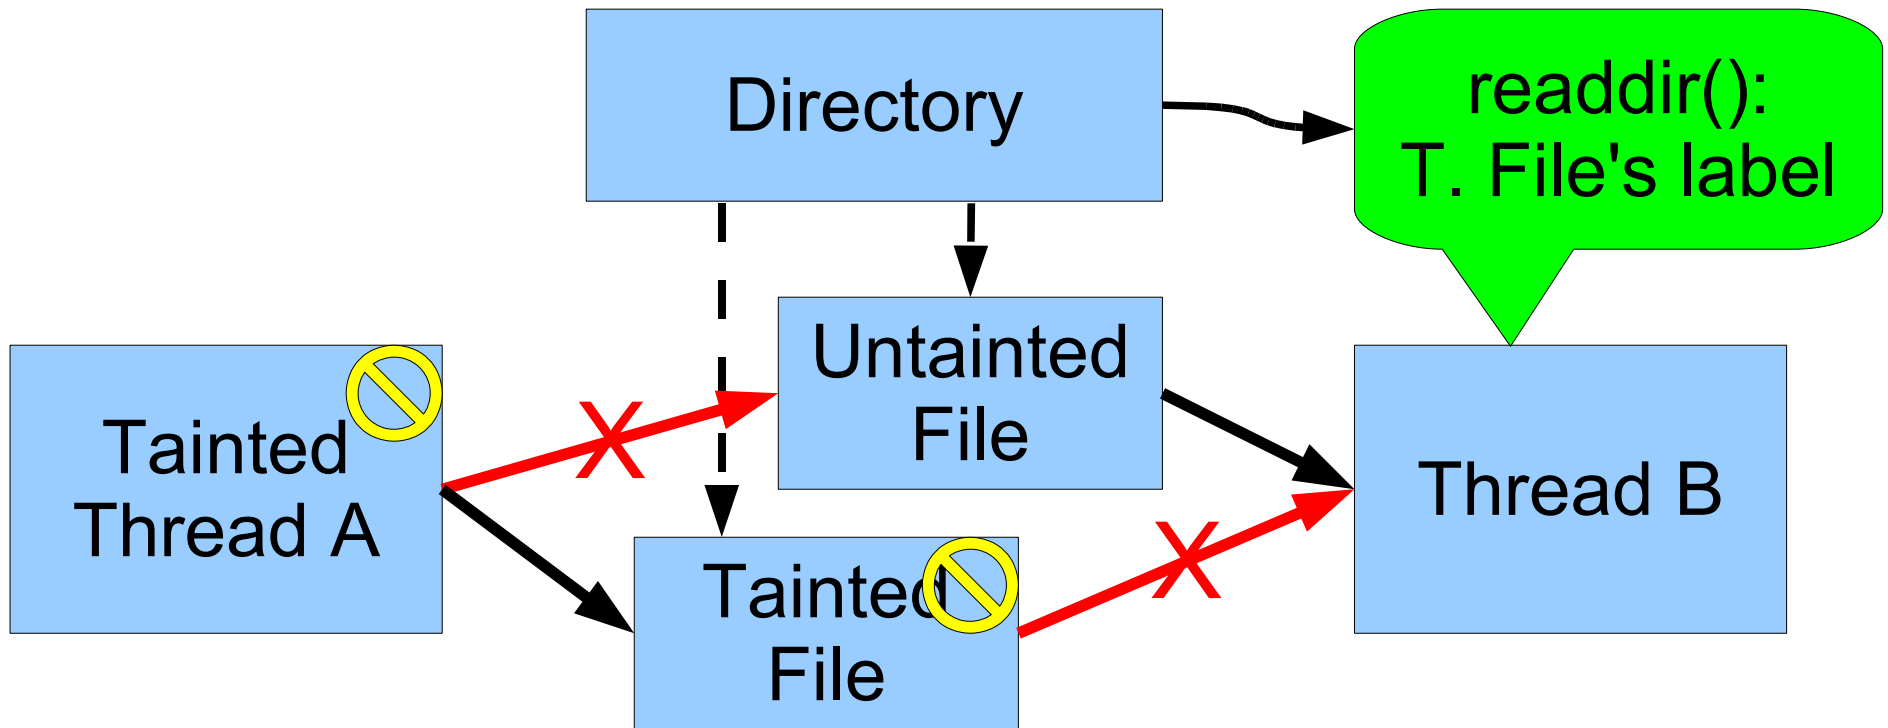 Directory
readdir():
T. File's label
Untainted
File
Tainted
Thread A
X
Thread B
X
Tainted
File